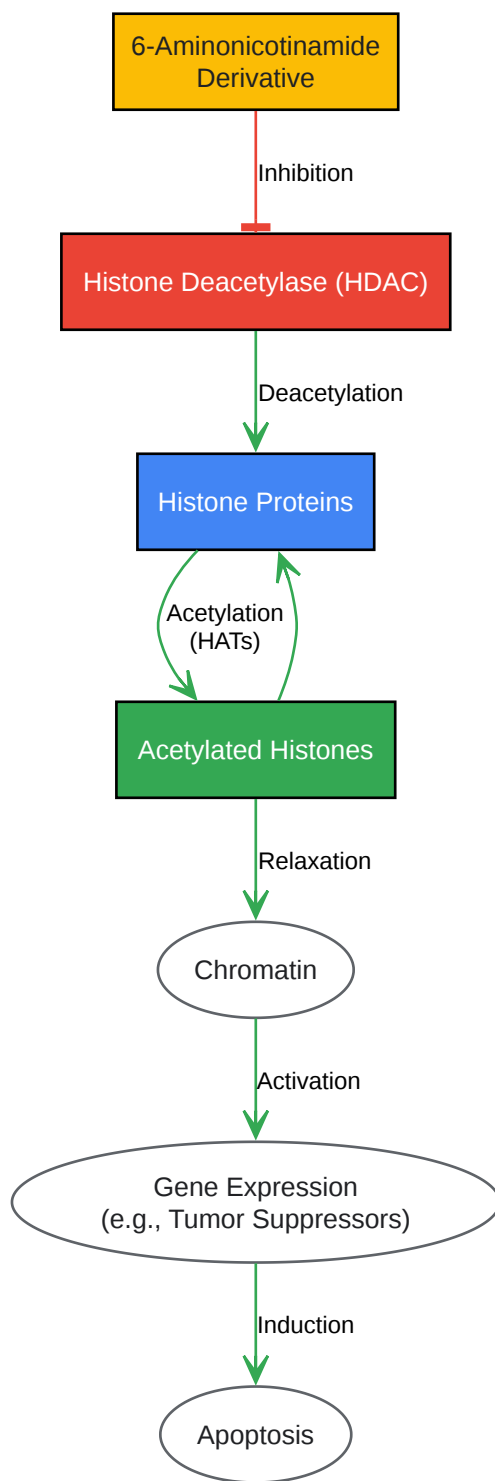 6-Aminonicotinamide
Derivative
Inhibition
Histone Deacetylase (HDAC)
Deacetylation
Histone Proteins
Acetylation
(HATs)
Acetylated Histones
Relaxation
Chromatin
Activation
Gene Expression
(e.g., Tumor Suppressors)
Induction
Apoptosis